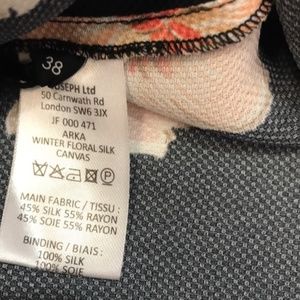 38
JOSEPH Ltd
50 Carnwath Rd
London SW6 3JX
JF 000 471
ARKA
WINTER FLORAL SILK
CANVAS
MAIN FABRIC / TISSU :
45% SILK 55% RAYON
45% SOIE 55% RAYON
BINDING / BIAIS :
100% SILK
100% SOIE